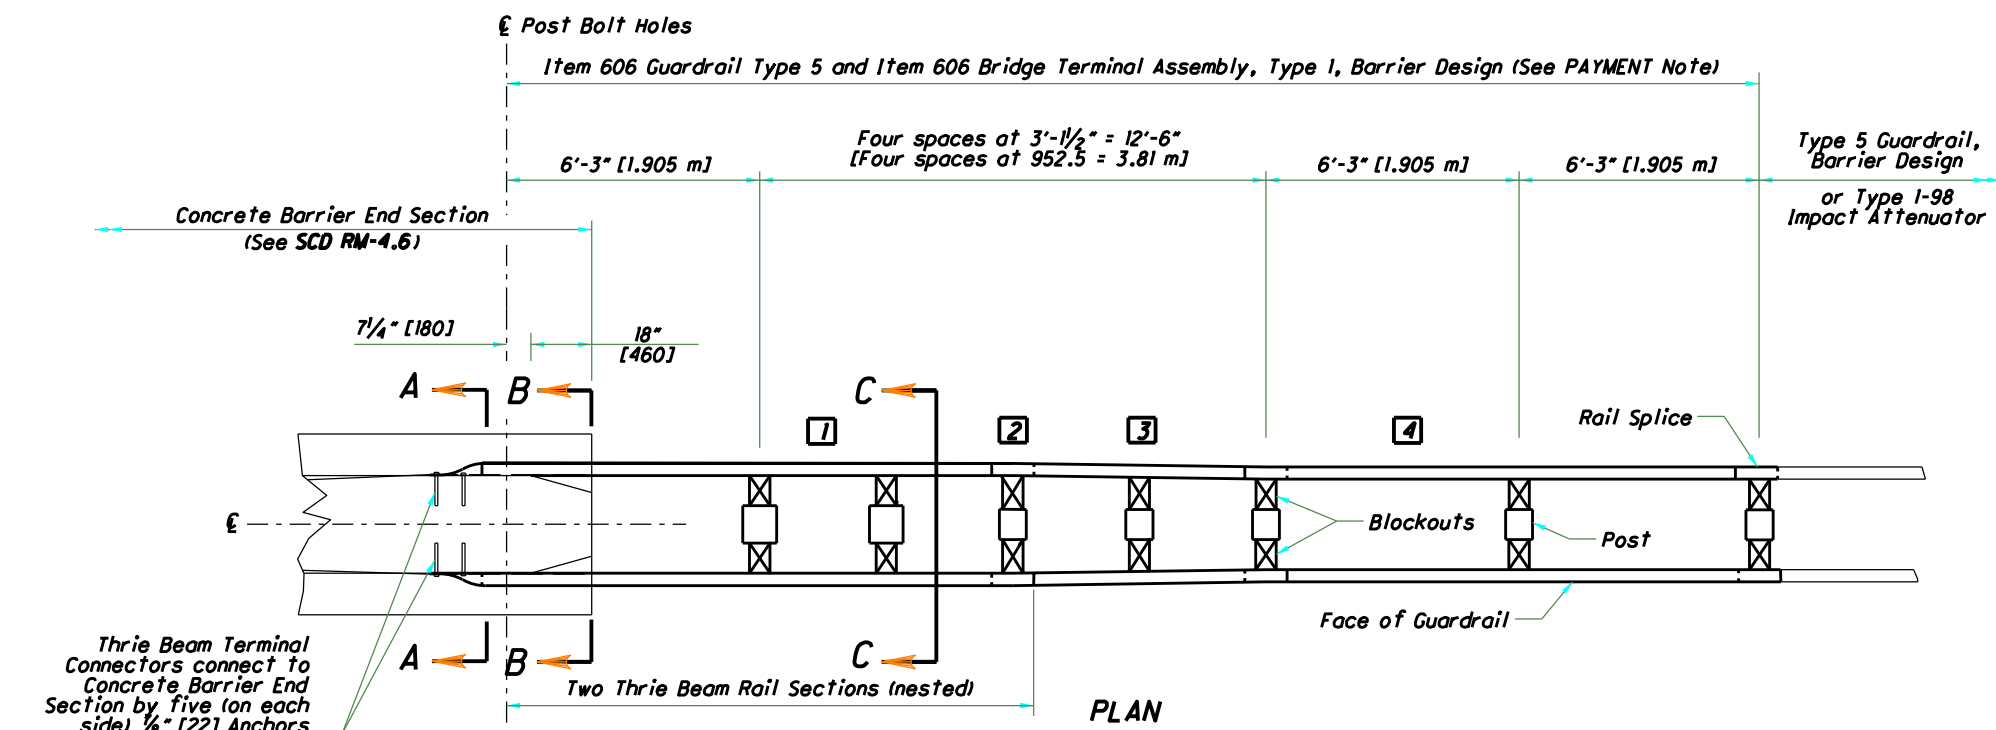 ℄ Post Bolt Holes
Item 606 Guardrail Type 5 and Item 606 Bridge Terminal Assembly, Type 1, Barrier Design (See PAYMENT Note)
Four spaces at 3'-1½" = 12'-6"
[Four spaces at 952.5 = 3.81 m]
6'-3" [1.905 m]
6'-3" [1.905 m]
6'-3" [1.905 m]
Type 5 Guardrail,
Barrier Design
or Type 1-98
Impact Attenuator
Concrete Barrier End Section
(See SCD RM-4.6)
7¼" [180]
18"
[460]
A
B
C
1
2
3
4
Rail Splice
℄
Blockouts
Post
Face of Guardrail
A
B
C
Thrie Beam Terminal
Connectors connect to
Concrete Barrier End
Section by five (on each
side) ⅞" [22] Anchors
Two Thrie Beam Rail Sections (nested)
PLAN